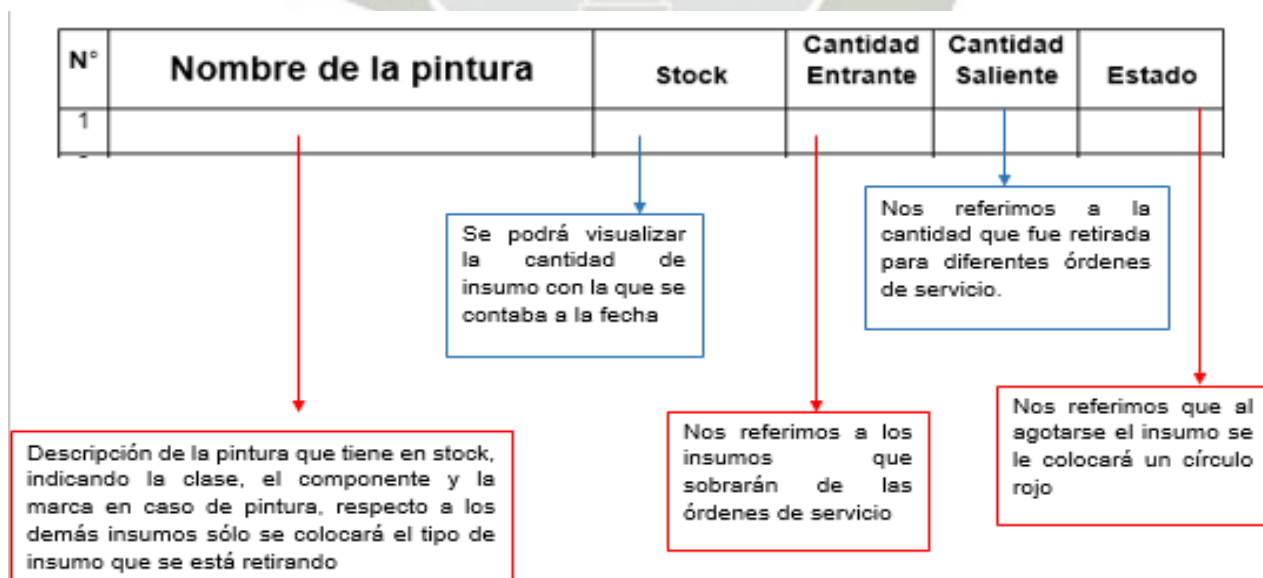 N°
Nombre de la pintura
Stock
Cantidad
Entrante
Cantidad
Saliente
Estado
1
Se podrá visualizar
la cantidad de
insumo con la que se
contaba a la fecha
Nos referimos a la
cantidad que fue retirada
para diferentes órdenes
de servicio.
Descripción de la pintura que tiene en stock,
indicando la clase, el componente y la
marca en caso de pintura, respecto a los
demás insumos sólo se colocará el tipo de
insumo que se está retirando
Nos referimos a los
insumos que
sobrarán de las
órdenes de servicio
Nos referimos que al
agotarse el insumo se
le colocará un círculo
rojo